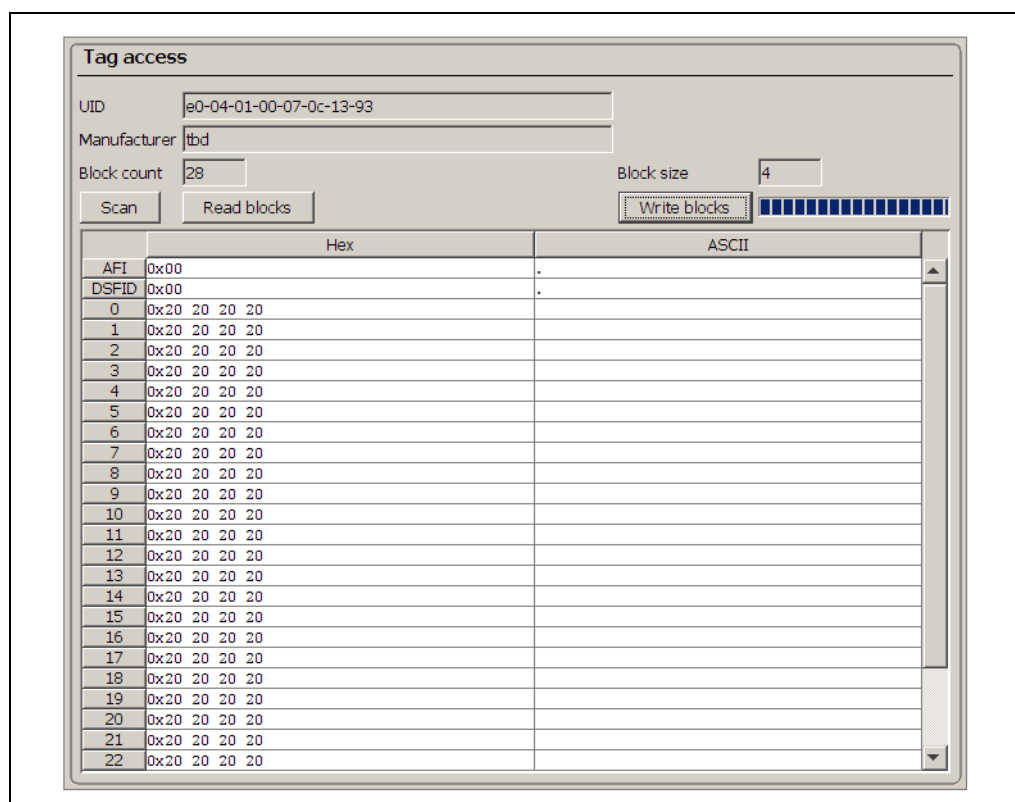 Tag access
UID e0-04-01-00-07-0c-13-93
Manufacturer tbd
Block count 28 Block size 4
Scan Read blocks Write blocks
Hex ASCII
AFI 0x00 .
DSFID 0x00 .
0 0x20 20 20 20
1 0x20 20 20 20
2 0x20 20 20 20
3 0x20 20 20 20
4 0x20 20 20 20
5 0x20 20 20 20
6 0x20 20 20 20
7 0x20 20 20 20
8 0x20 20 20 20
9 0x20 20 20 20
10 0x20 20 20 20
11 0x20 20 20 20
12 0x20 20 20 20
13 0x20 20 20 20
14 0x20 20 20 20
15 0x20 20 20 20
16 0x20 20 20 20
17 0x20 20 20 20
18 0x20 20 20 20
19 0x20 20 20 20
20 0x20 20 20 20
21 0x20 20 20 20
22 0x20 20 20 20